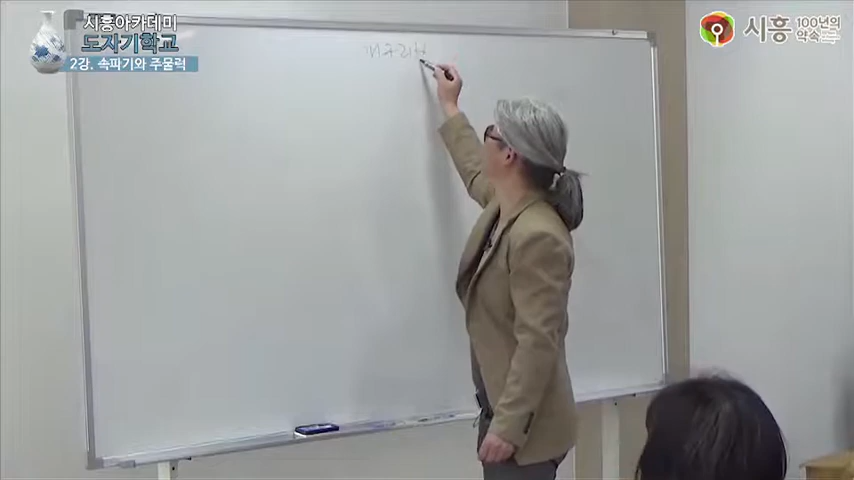 시흥아카데미
도자기학교
2강. 속파기와 주물럭
시흥 100년의 약속